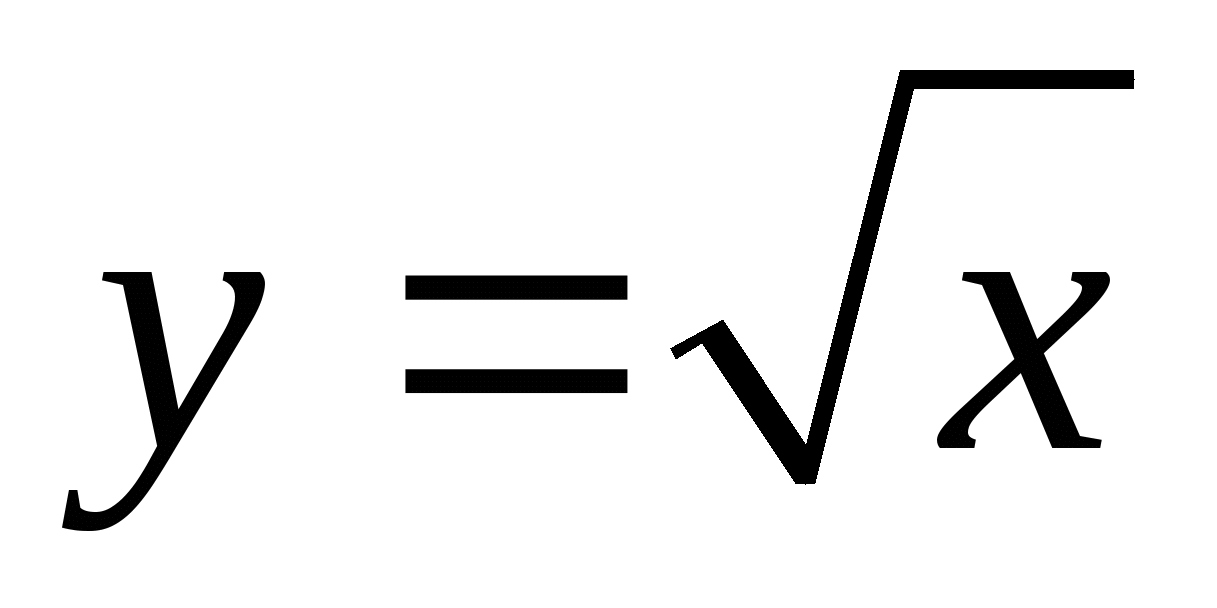 y = √x